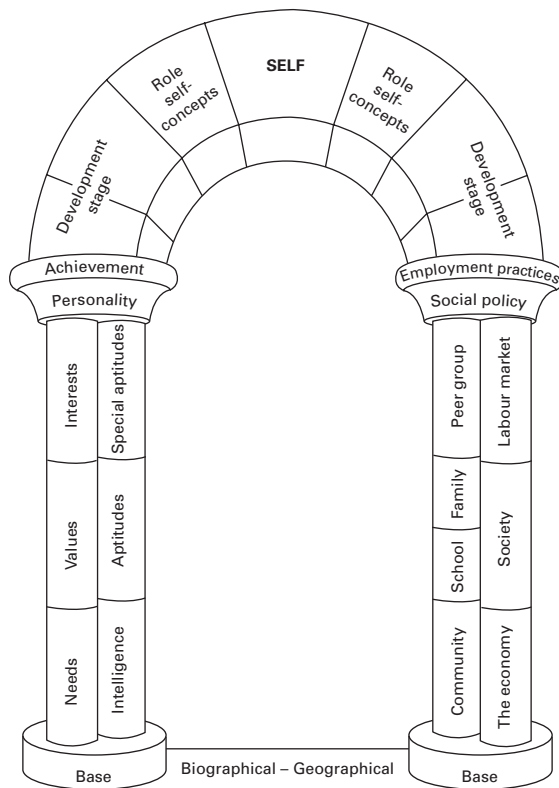 SELF
Role
self-
concepts
Role
self-
concepts
Development
stage
Development
stage
Achievement
Personality
Employment practices
Social policy
Interests
Special aptitudes
Values
Aptitudes
Needs
Intelligence
Peer group
Labour market
Family
School
Society
Community
The economy
Base
Biographical – Geographical
Base